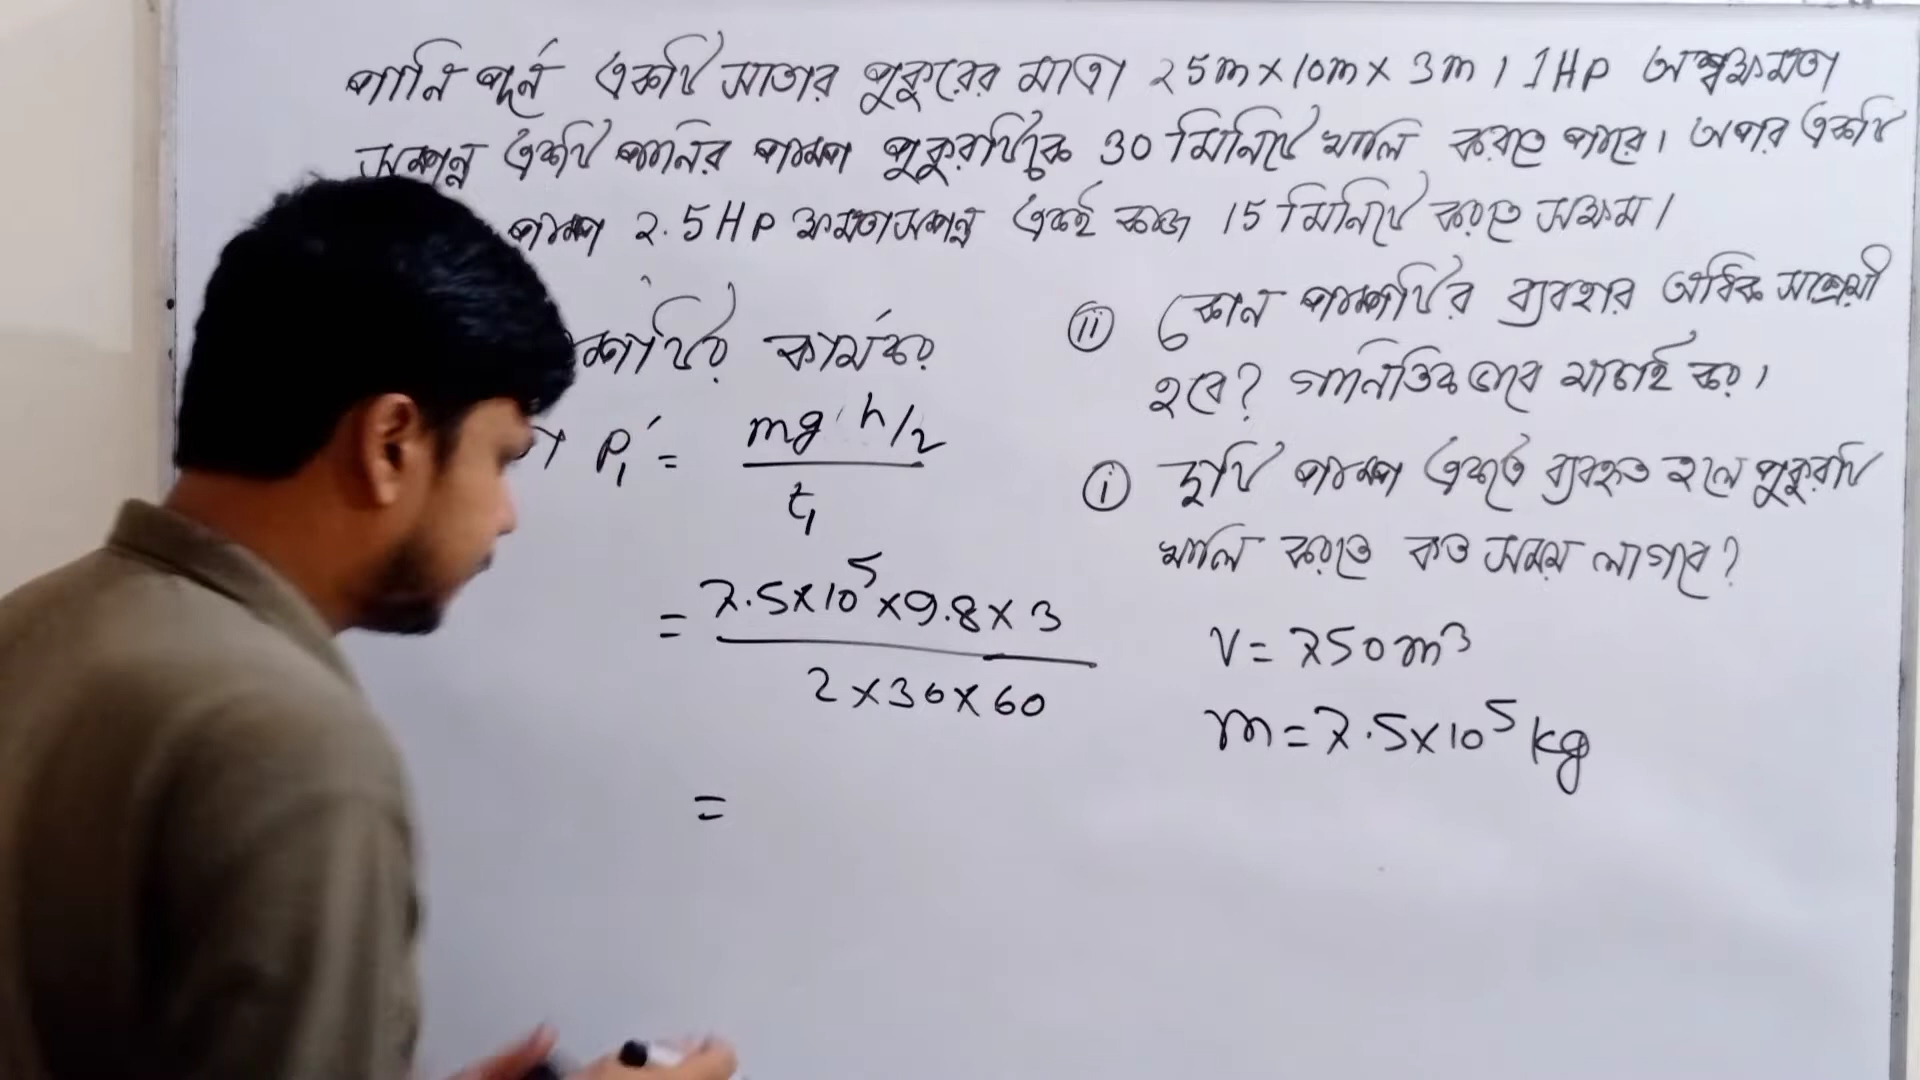 পানি পূর্ন একটি সাতার পুকুরের মাত্রা 25m×10m×3m। 1HP অশ্বক্ষমতা
সম্পন্ন একটি পানির পাম্প পুকুরটিকে 30 মিনিটে খালি করতে পারে। অপর একটি
পাম্প 2.5HP ক্ষমতাসম্পন্ন একই কাজ 15 মিনিটে করতে সক্ষম।
কার্যকর
P₁′ = mg h/2 / t₁
= 7.5×10⁵×9.8×3 / 2×30×60
=
(ii) কোন পাম্পটির ব্যবহার অধিক সাশ্রয়ী
হবে? গানিতিক ভাবে যাচাই কর।
(i) দুটি পাম্প একত্রে ব্যবহৃত হলে পুকুরটি
খালি করতে কত সময় লাগবে?
V = 750m³
m = 7.5×10⁵ kg